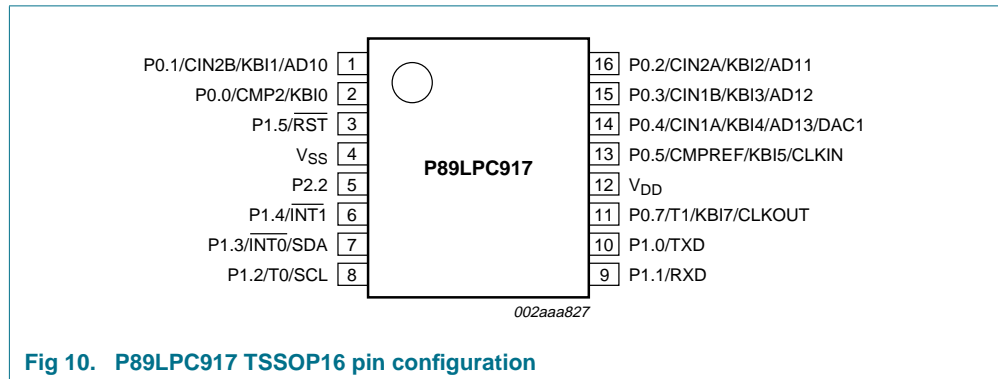 P0.1/CIN2B/KBI1/AD10 1 16 P0.2/CIN2A/KBI2/AD11
P0.0/CMP2/KBI0 2 15 P0.3/CIN1B/KBI3/AD12
P1.5/RST 3 14 P0.4/CIN1A/KBI4/AD13/DAC1
VSS 4 13 P0.5/CMPREF/KBI5/CLKIN
P89LPC917
P2.2 5 12 VDD
P1.4/INT1 6 11 P0.7/T1/KBI7/CLKOUT
P1.3/INT0/SDA 7 10 P1.0/TXD
P1.2/T0/SCL 8 9 P1.1/RXD
002aaa827
Fig 10. P89LPC917 TSSOP16 pin configuration